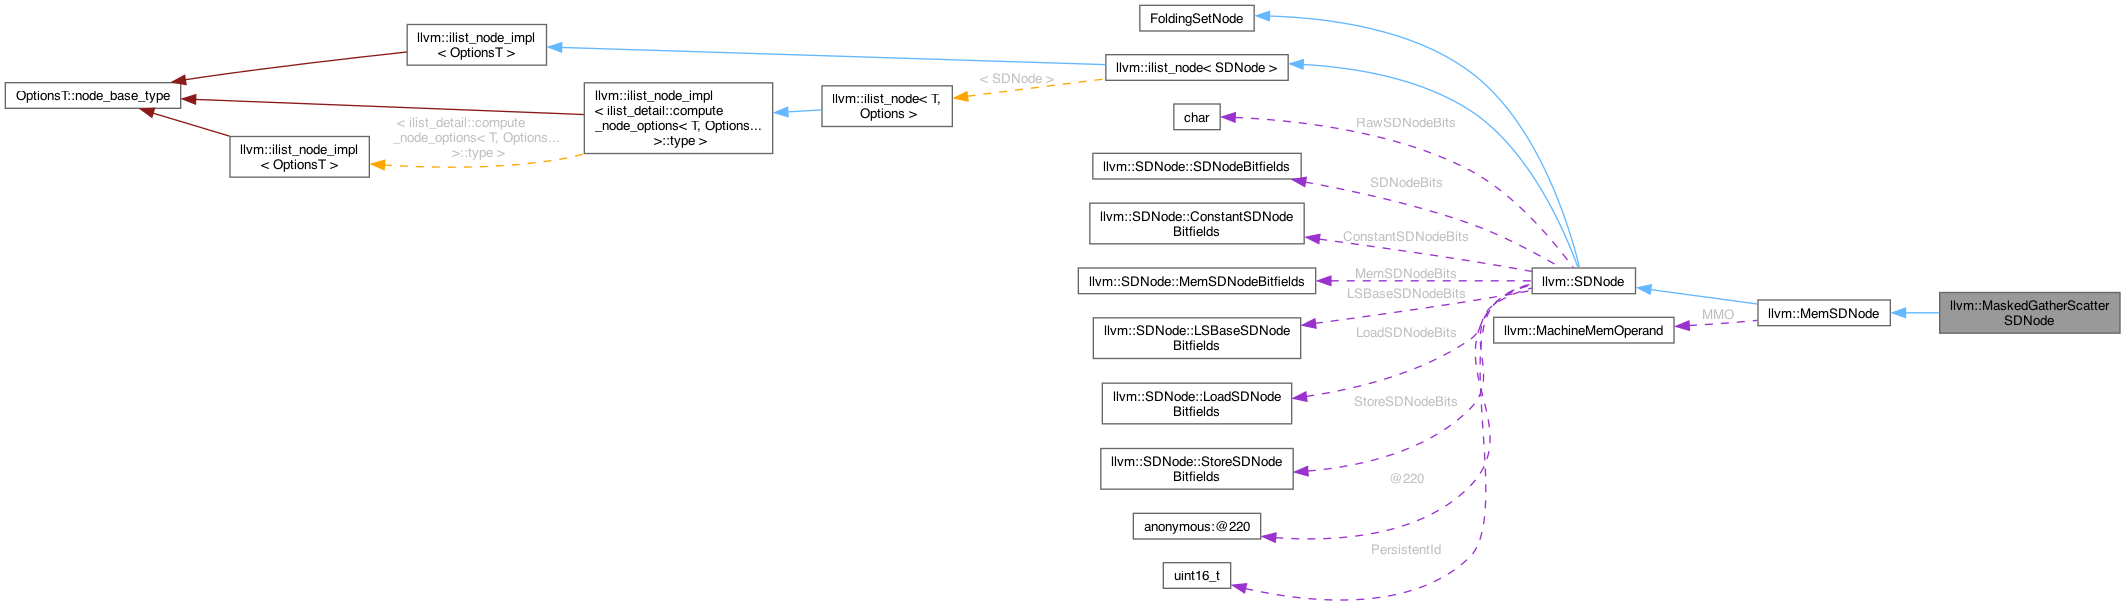 FoldingSetNode
llvm::ilist_node_impl
< OptionsT >
llvm::ilist_node< SDNode >
< SDNode >
OptionsT::node_base_type
llvm::ilist_node_impl
< ilist_detail::compute
_node_options< T, Options...
>::type >
llvm::ilist_node< T,
Options >
< ilist_detail::compute
_node_options< T, Options...
>::type >
llvm::ilist_node_impl
< OptionsT >
char
RawSDNodeBits
llvm::SDNode::SDNodeBitfields
SDNodeBits
llvm::SDNode::ConstantSDNode
Bitfields
ConstantSDNodeBits
llvm::SDNode::MemSDNodeBitfields
MemSDNodeBits
llvm::SDNode
LSBaseSDNodeBits
llvm::SDNode::LSBaseSDNode
Bitfields
LoadSDNodeBits
llvm::MachineMemOperand
MMO
llvm::MemSDNode
llvm::MaskedGatherScatter
SDNode
llvm::SDNode::LoadSDNode
Bitfields
StoreSDNodeBits
llvm::SDNode::StoreSDNode
Bitfields
@220
anonymous:@220
PersistentId
uint16_t